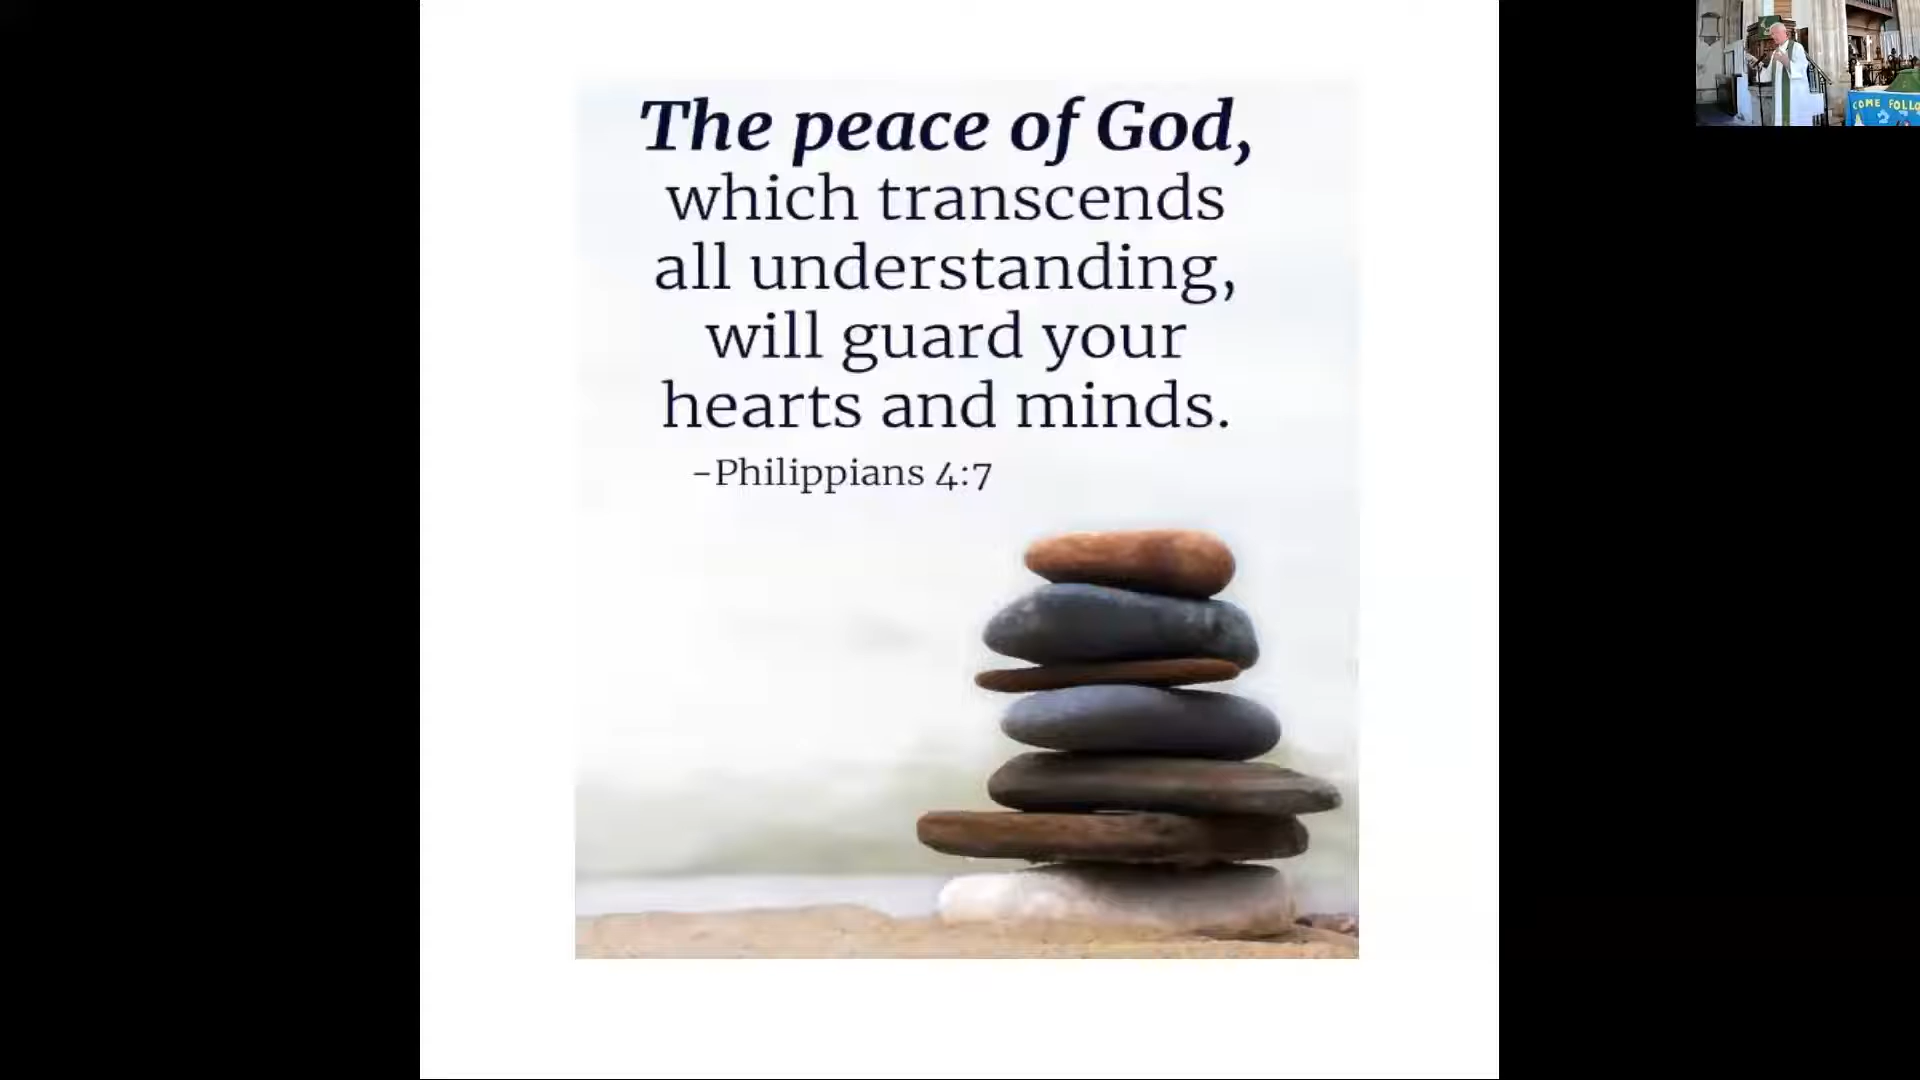 The peace of God,
which transcends
all understanding,
will guard your
hearts and minds.
–Philippians 4:7
COME FOLLO